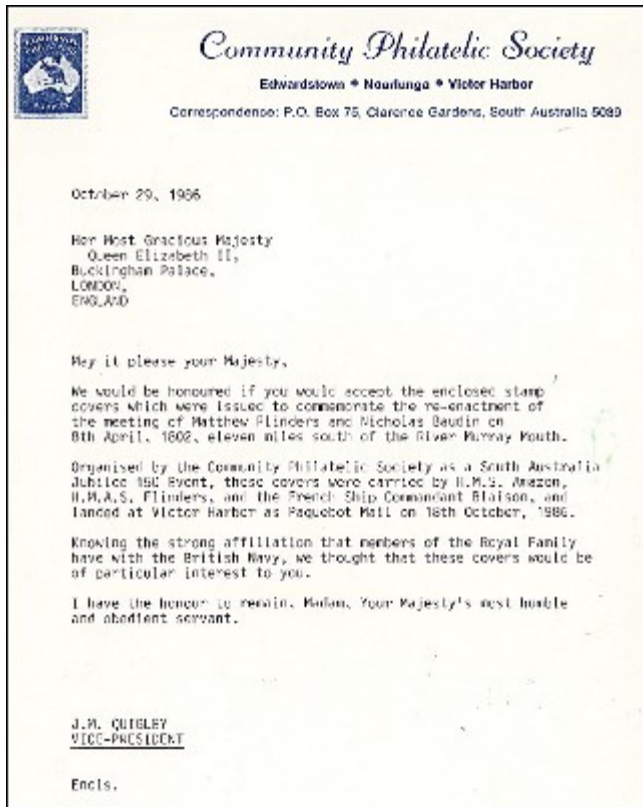 Community Philatelic Society
Edwardstown * Noarlunga * Victor Harbor
Correspondence: P.O. Box 75, Clarence Gardens, South Australia 5039
October 29, 1986
Her Most Gracious Majesty
Queen Elizabeth II,
Buckingham Palace,
LONDON,
ENGLAND
May it please your Majesty,
We would be honoured if you would accept the enclosed stamp
covers which were issued to commemorate the re-enactment of
the meeting of Matthew Flinders and Nicholas Baudin on
8th April, 1802, eleven miles south of the River Murray Mouth.
Organised by the Community Philatelic Society as a South Australia
Jubilee 150 Event, these covers were carried by H.M.S. Amazon,
H.M.A.S. Flinders, and the French Ship Commandant Blaison, and
landed at Victor Harbor as Paquebot Mail on 18th October, 1986.
Knowing the strong affiliation that members of the Royal Family
have with the British Navy, we thought that these covers would be
of particular interest to you.
I have the honour to remain, Madam, Your Majesty's most humble
and obedient servant.
J.M. QUIGLEY
VICE-PRESIDENT
Encls.